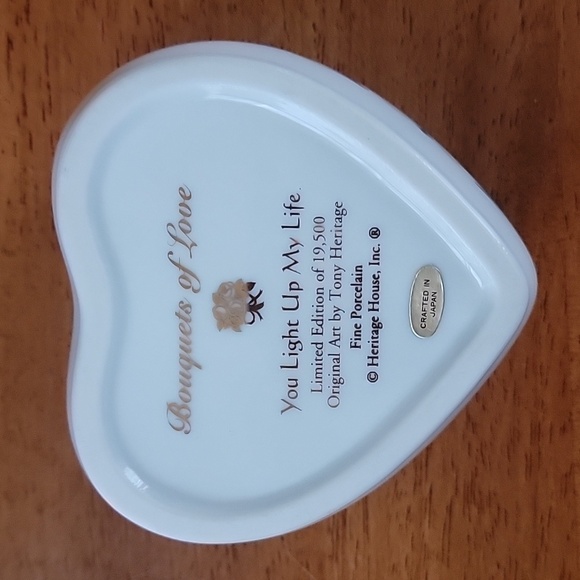 Bouquets of Love
You Light Up My Life
Limited Edition of 19,500
Original Art by Tony Heritage
Fine Porcelain
© Heritage House, Inc. ®
CRAFTED IN
JAPAN